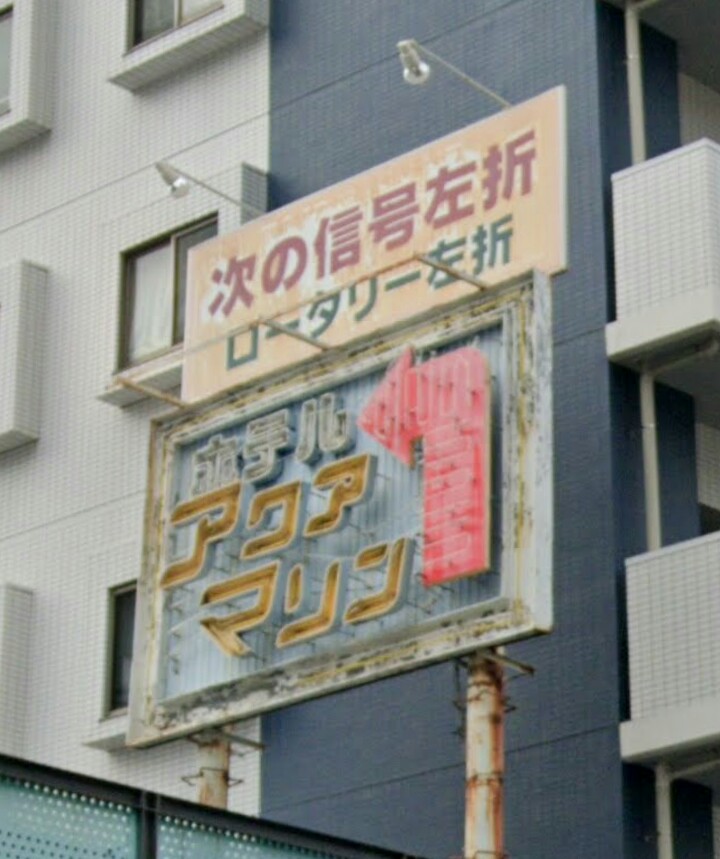 次の信号左折
ロータリー左折
ホテル
アクア
マリン